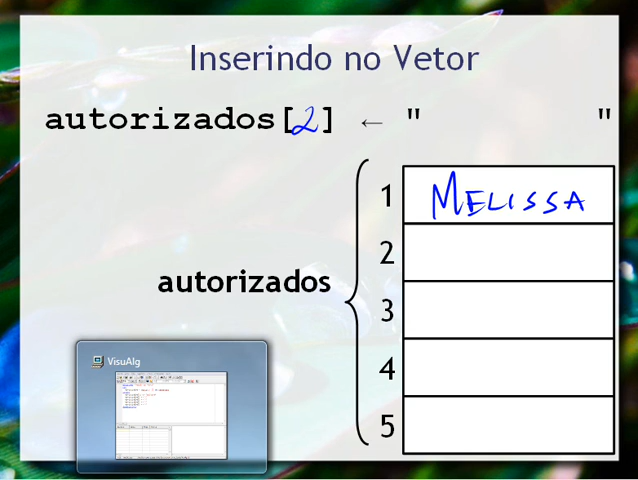 Inserindo no Vetor
autorizados[2] ← "          "
1 MELISSA
2
autorizados
3
4
5
VisuAlg